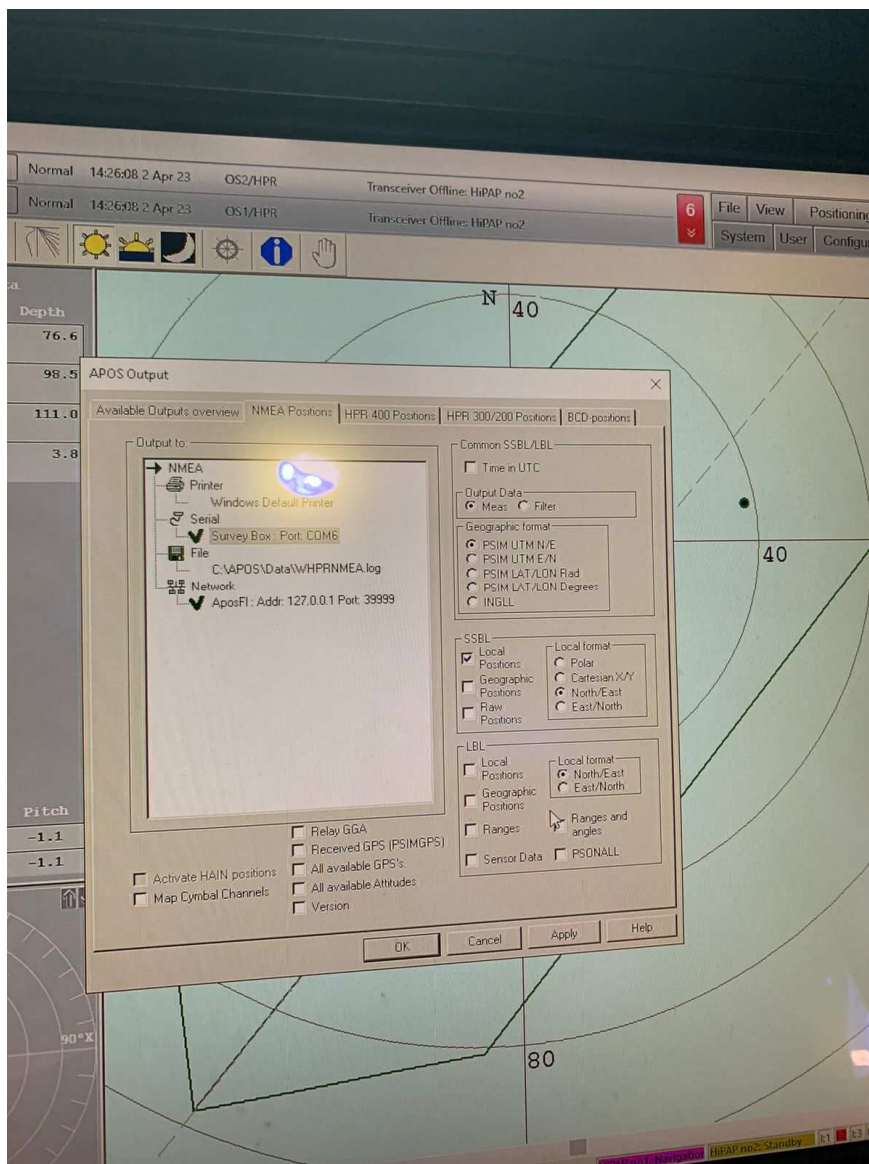 Normal 14:26:08 2 Apr 23 OS2/HPR Transceiver Offline: HiPAP no2
Normal 14:26:08 2 Apr 23 OS1/HPR Transceiver Offline: HiPAP no2
6
File View Positioning
System User Configu
Depth
76.6
98.5
111.0
3.8
N 40
40
APOS Output
Available Outputs overview NMEA Positions HPR 400 Positions HPR 300/200 Positions BCD-positions
Output to:
NMEA
Printer
Windows Default Printer
Serial
Survey Box : Port: COM6
File
C:\APOS\Data\WHPRNMEA.log
Network
AposFI : Addr: 127.0.0.1 Port: 39999
Common SSBL/LBL
Time in UTC
Output Data
Meas Filter
Geographic format
PSIM UTM N/E
PSIM UTM E/N
PSIM LAT/LON Rad
PSIM LAT/LON Degrees
INGLL
SSBL
Local
Positions
Geographic
Positions
Raw
Positions
Local format
Polar
Cartesian X/Y
North/East
East/North
LBL
Local
Positions
Geographic
Positions
Ranges
Sensor Data
Local format
North/East
East/North
Ranges and
angles
PSONALL
Activate HAIN positions
Map Cymbal Channels
Relay GGA
Received GPS (PSIMGPS)
All available GPS's.
All available Attitudes
Version
OK Cancel Apply Help
Pitch
-1.1
-1.1
90°X
80
Navigation HiPAP no2: Standby